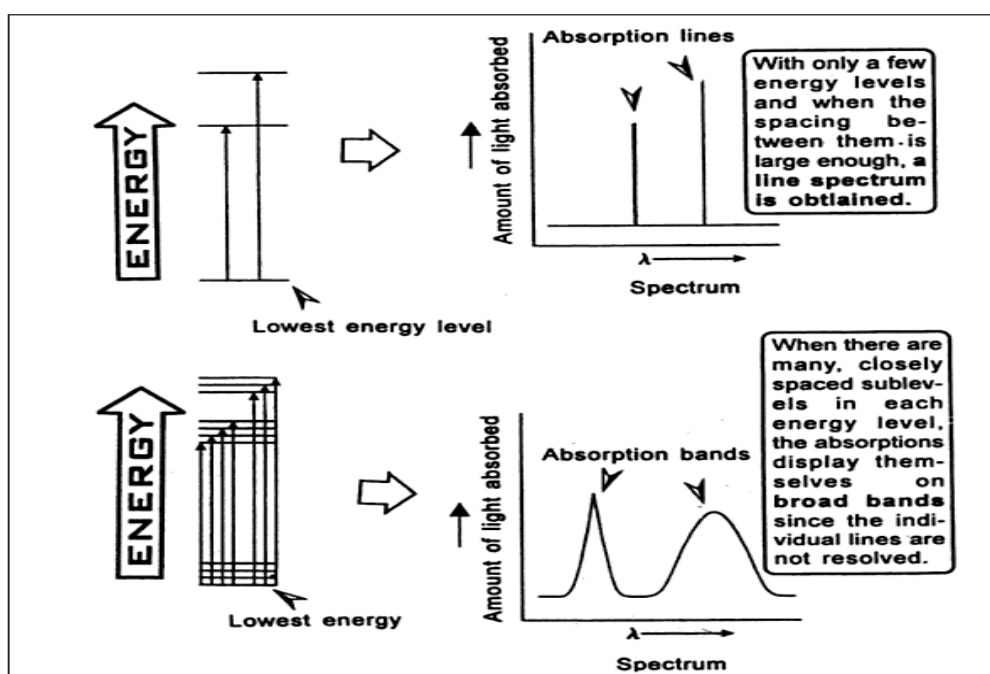 Absorption lines
With only a few
energy levels
and when the
spacing be-
tween them is
large enough, a
line spectrum
is obtlained.
ENERGY
Amount of light absorbed
λ
Spectrum
Lowest energy level
When there are
many, closely
spaced sublev-
els in each
energy level,
the absorptions
display them-
selves on
broad bands
since the indi-
vidual lines are
not resolved.
ENERGY
Amount of light absorbed
Absorption bands
Lowest energy
λ
Spectrum